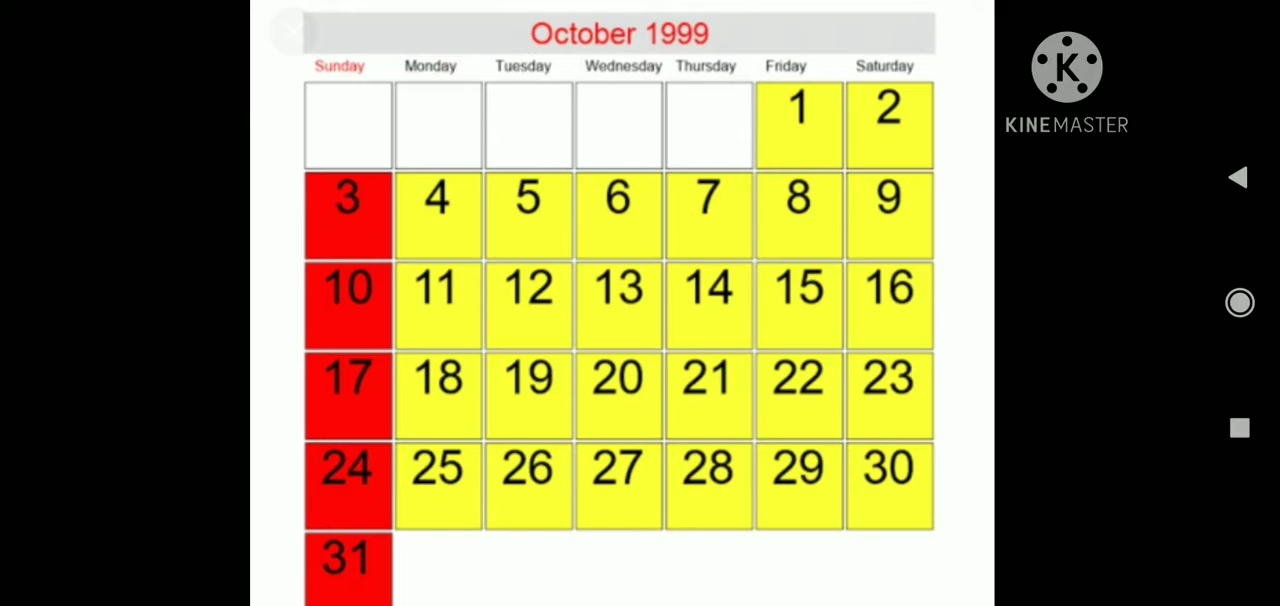 October 1999
Sunday Monday Tuesday Wednesday Thursday Friday Saturday
1 2
3 4 5 6 7 8 9
10 11 12 13 14 15 16
17 18 19 20 21 22 23
24 25 26 27 28 29 30
31
K
KINEMASTER